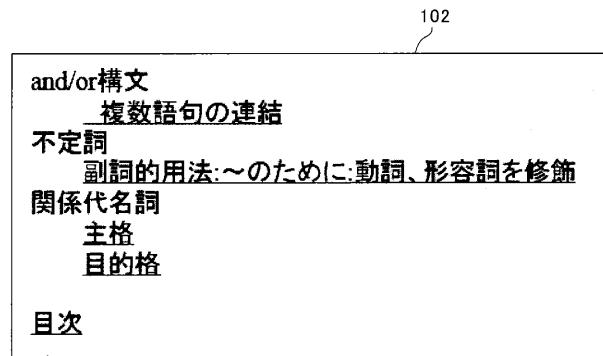 102
and/or構文
複数語句の連結
不定詞
副詞的用法:～のために:動詞、形容詞を修飾
関係代名詞
主格
目的格
目次